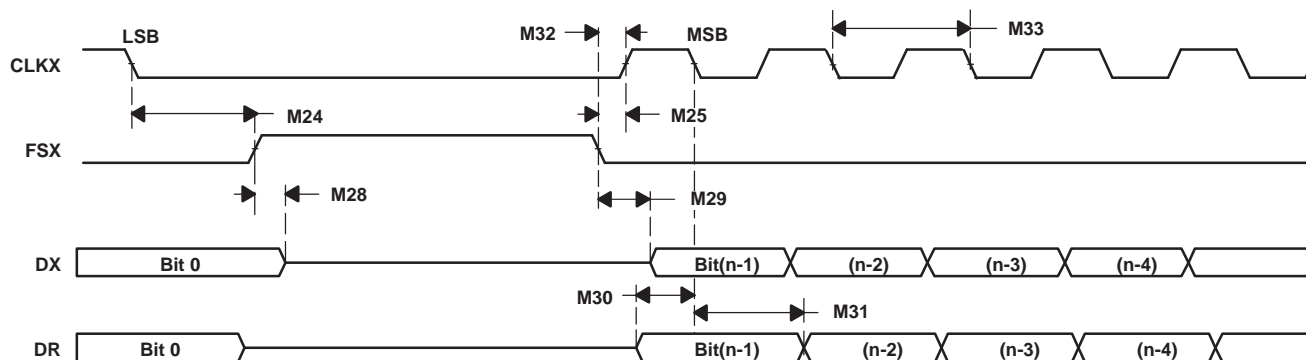 LSB M32 MSB M33
CLKX
M24 M25
FSX
M28 M29
DX Bit 0 Bit(n-1) (n-2) (n-3) (n-4)
M30 M31
DR Bit 0 Bit(n-1) (n-2) (n-3) (n-4)